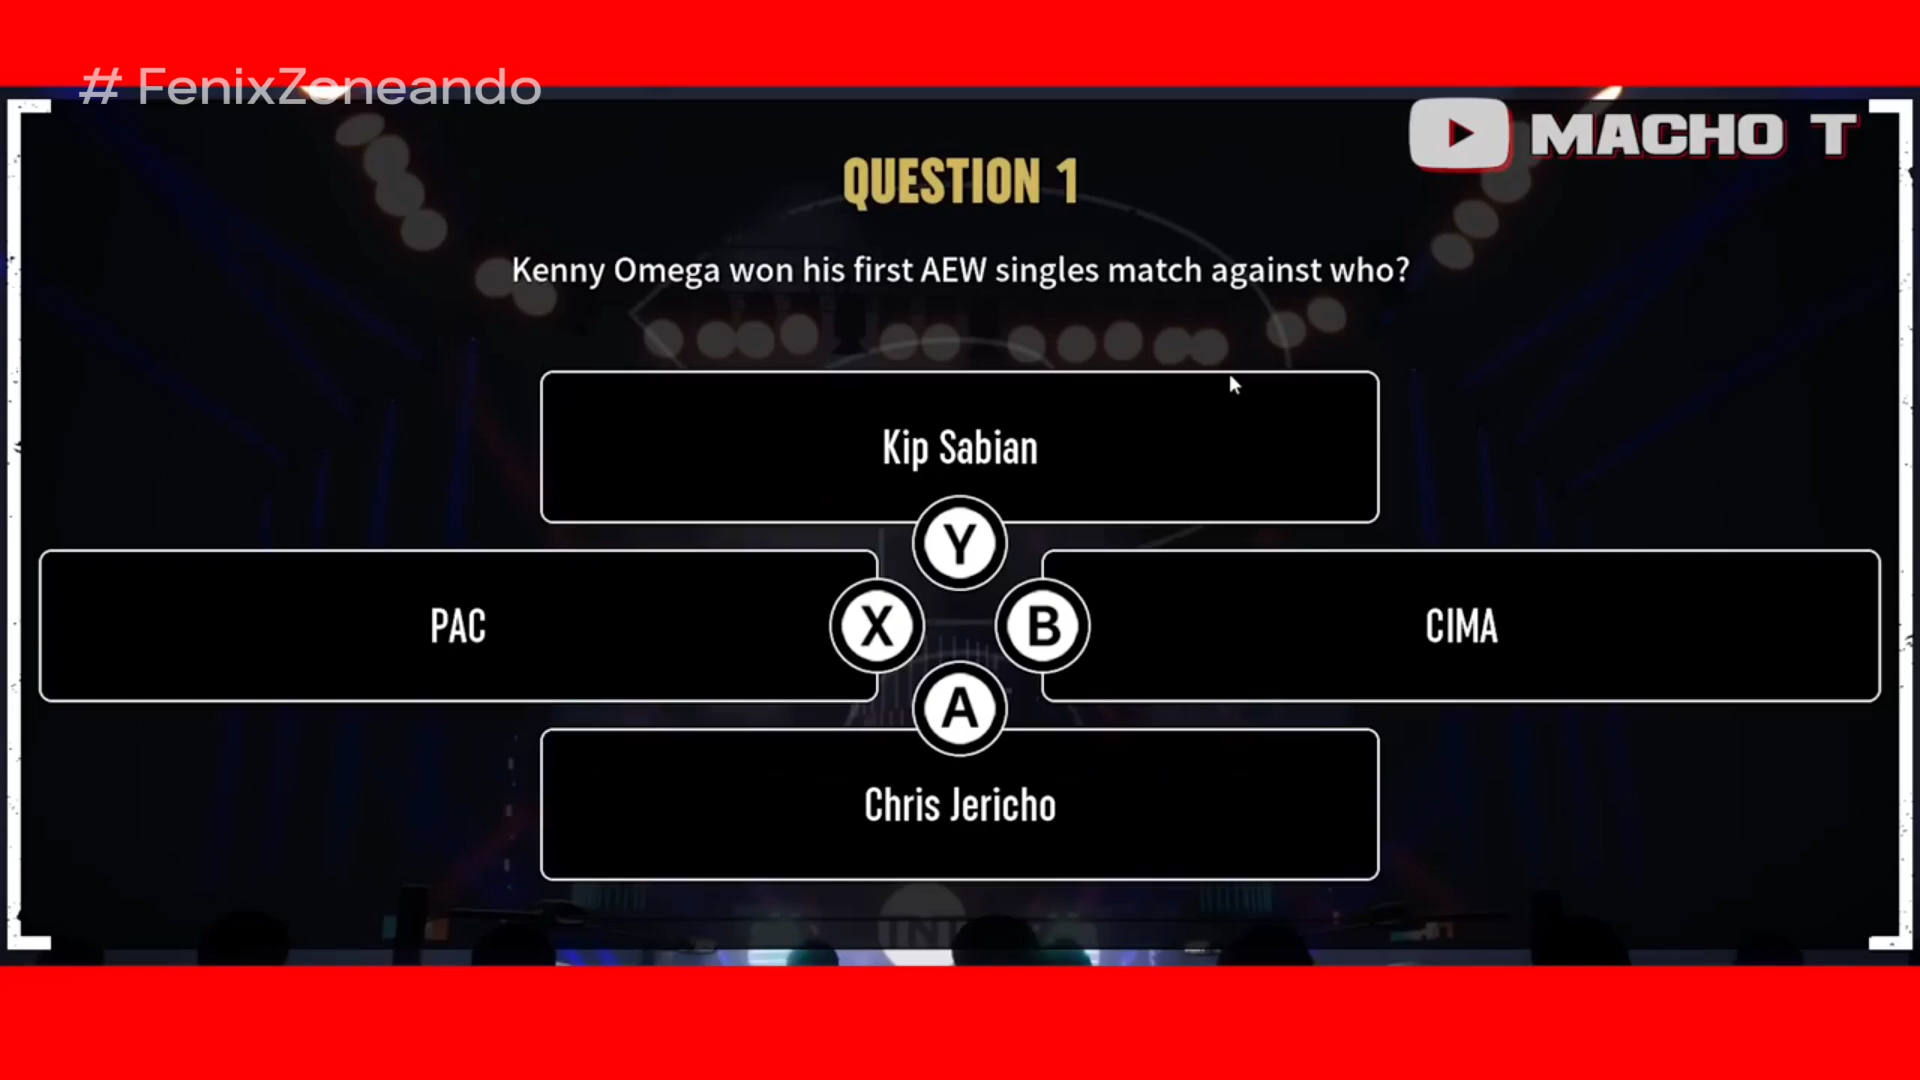 # FenixZoneando
MACHO T
QUESTION 1
Kenny Omega won his first AEW singles match against who?
Kip Sabian
Y
PAC
X
B
CIMA
A
Chris Jericho